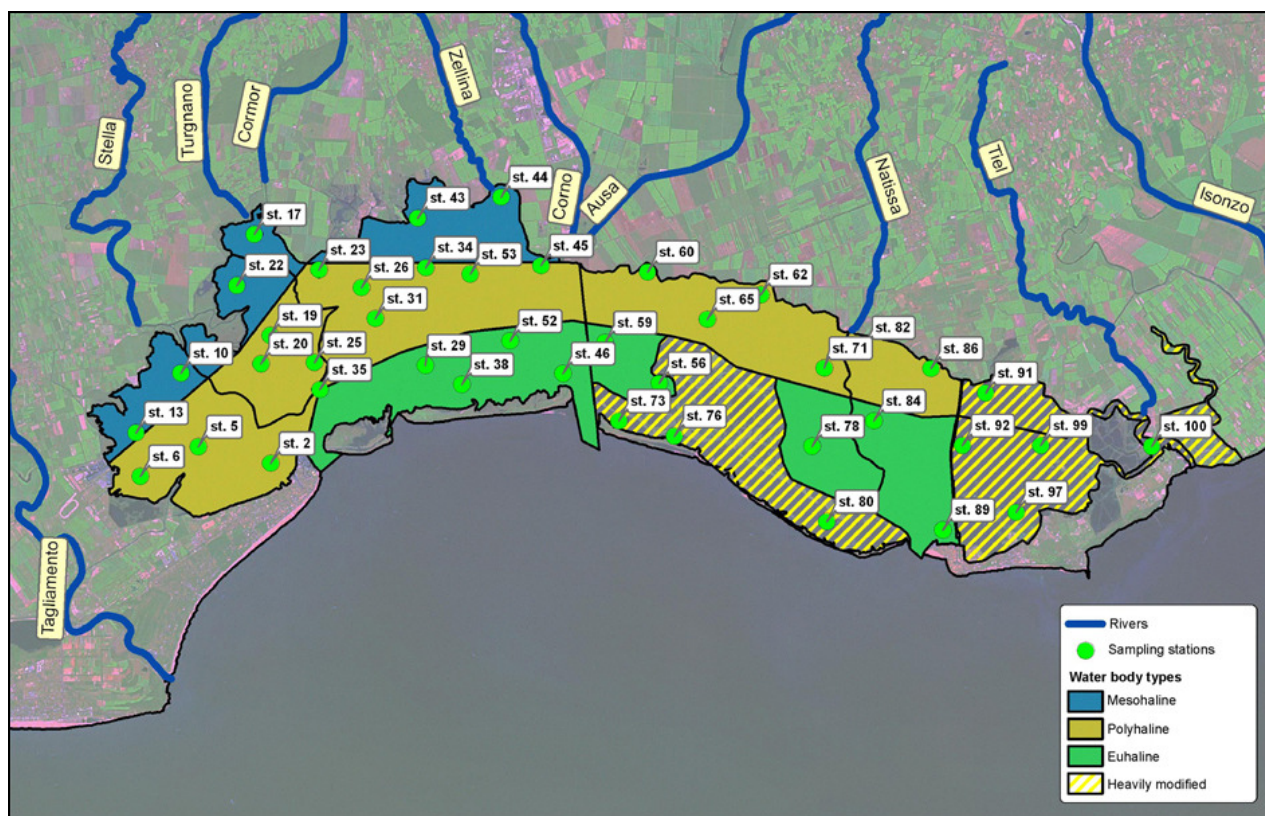 Stella
Turgnano
Cormor
Zellina
Corno
Ausa
Natissa
Tiel
Isonzo
Tagliamento
st. 44
st. 43
st. 17
st. 23
st. 34
st. 53
st. 45
st. 60
st. 22
st. 26
st. 62
st. 19
st. 31
st. 65
st. 52
st. 59
st. 82
st. 10
st. 20
st. 25
st. 29
st. 38
st. 46
st. 56
st. 71
st. 86
st. 35
st. 91
st. 13
st. 5
st. 2
st. 73
st. 76
st. 84
st. 78
st. 92
st. 99
st. 100
st. 6
st. 80
st. 89
st. 97
Rivers
Sampling stations
Water body types
Mesohaline
Polyhaline
Euhaline
Heavily modified